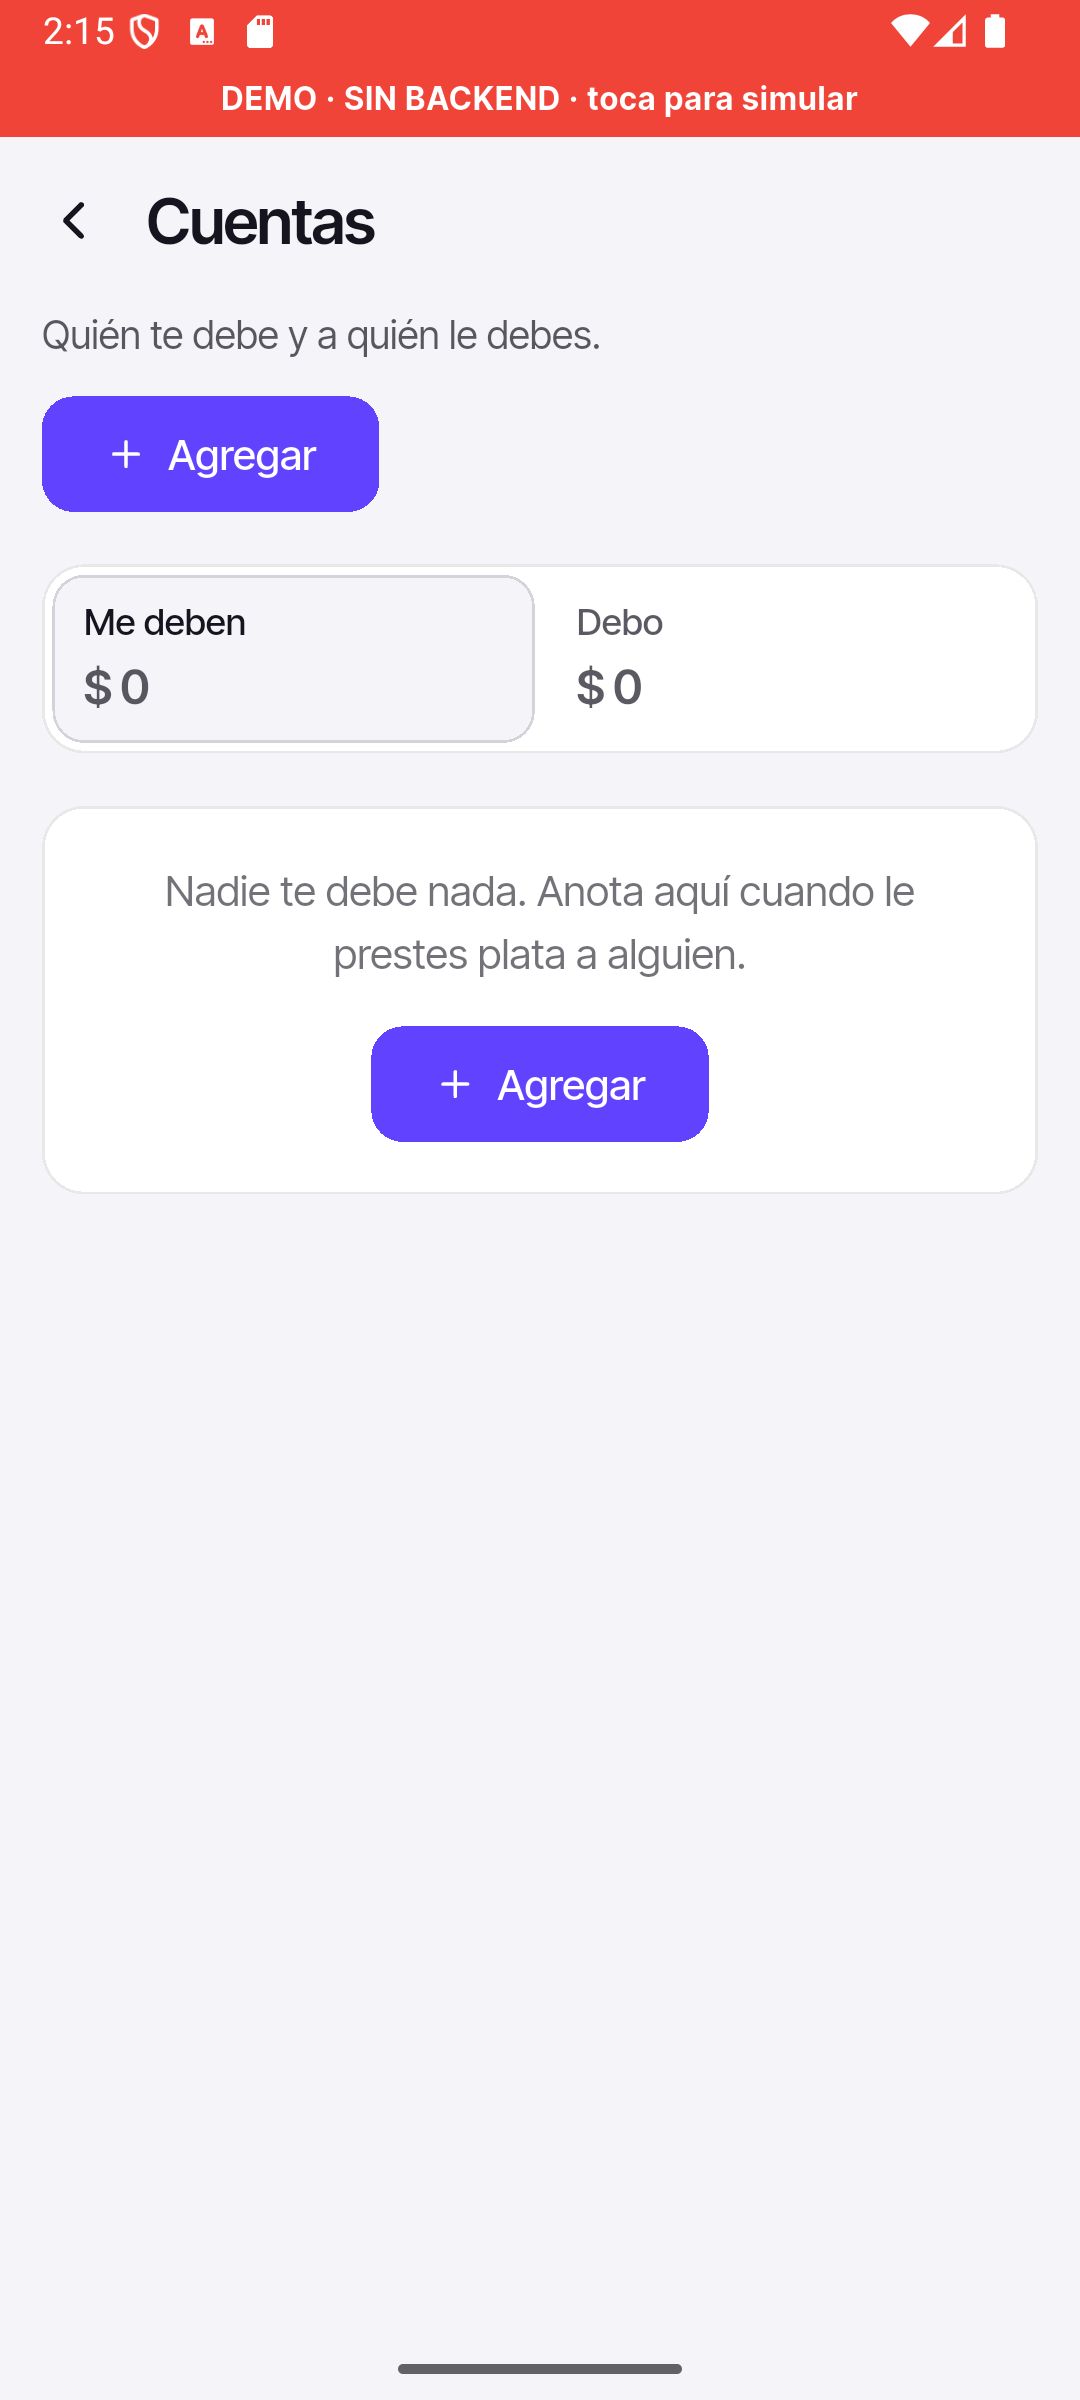 2:15
DEMO · SIN BACKEND · toca para simular
Cuentas
Quién te debe y a quién le debes.
+ Agregar
Me deben
$ 0
Debo
$ 0
Nadie te debe nada. Anota aquí cuando le
prestes plata a alguien.
+ Agregar